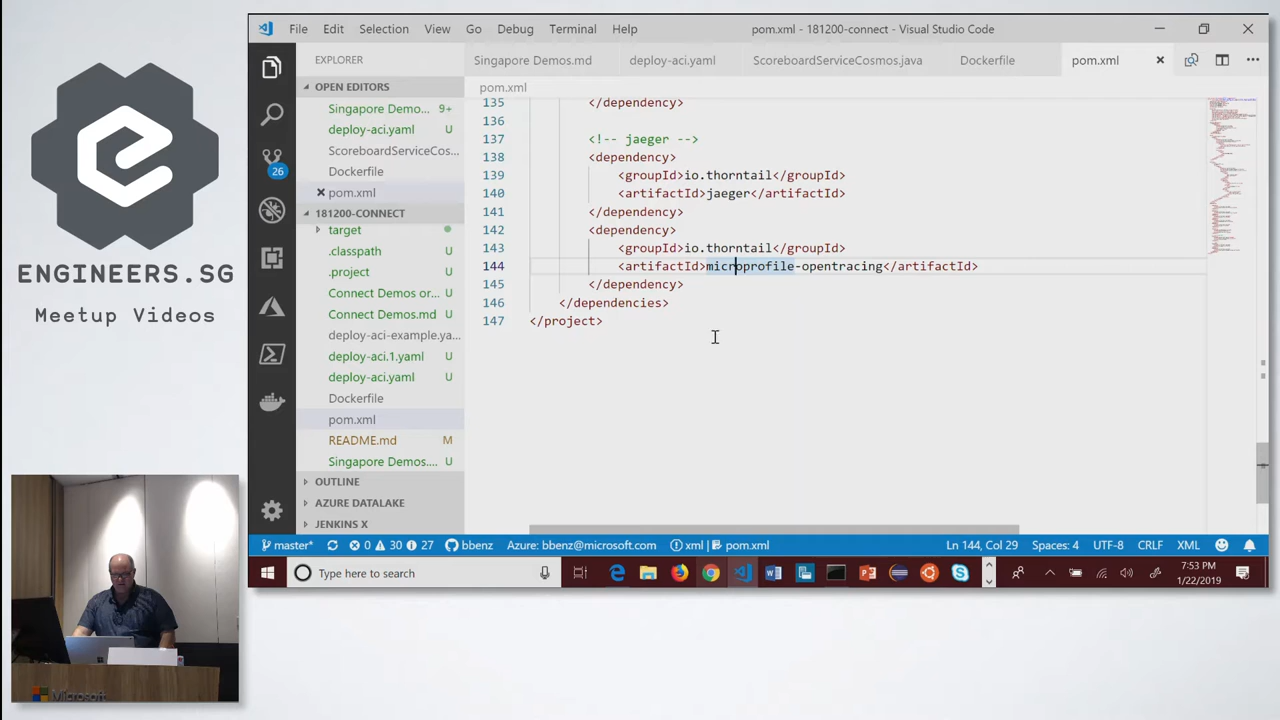 File Edit Selection View Go Debug Terminal Help
pom.xml - 181200-connect - Visual Studio Code
EXPLORER
Singapore Demos.md deploy-aci.yaml ScoreboardServiceCosmos.java Dockerfile pom.xml
OPEN EDITORS
Singapore Demo... 9+
deploy-aci.yaml U
ScoreboardServiceCos...
Dockerfile
pom.xml
181200-CONNECT
target
.classpath U
.project U
Connect Demos or... U
Connect Demos.md U
deploy-aci-example.ya...
deploy-aci.1.yaml U
deploy-aci.yaml U
Dockerfile
pom.xml
README.md M
Singapore Demos.... U
OUTLINE
AZURE DATALAKE
JENKINS X
26
pom.xml
135 </dependency>
136
137 <!-- jaeger -->
138 <dependency>
139 <groupId>io.thorntail</groupId>
140 <artifactId>jaeger</artifactId>
141 </dependency>
142 <dependency>
143 <groupId>io.thorntail</groupId>
144 <artifactId>microprofile-opentracing</artifactId>
145 </dependency>
146 </dependencies>
147 </project>
master* 0 30 27 bbenz Azure: bbenz@microsoft.com xml pom.xml Ln 144, Col 29 Spaces: 4 UTF-8 CRLF XML
Type here to search
7:53 PM
1/22/2019
ENGINEERS.SG
Meetup Videos
Microsoft